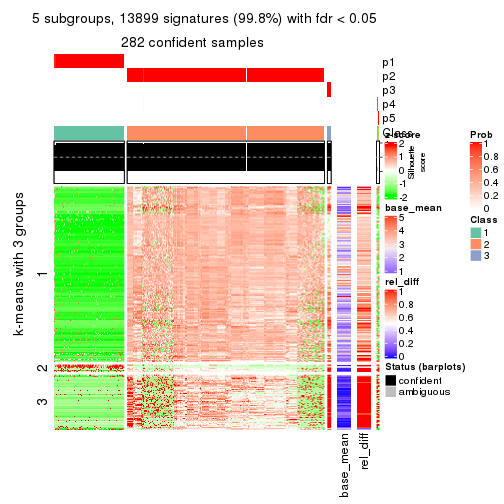 5 subgroups, 13899 signatures (99.8%) with fdr < 0.05
282 confident samples
p1
p2
p3
p4
p5
Class
z-score
2
1
0
-1
-2
Silhouette
score
Prob
1
0.8
0.6
0.4
0.2
0
base_mean
5
4
3
2
1
Class
1
2
3
rel_diff
1
0.8
0.6
0.4
0.2
0
Status (barplots)
confident
ambiguous
k-means with 3 groups
1
2
3
base_mean
rel_diff